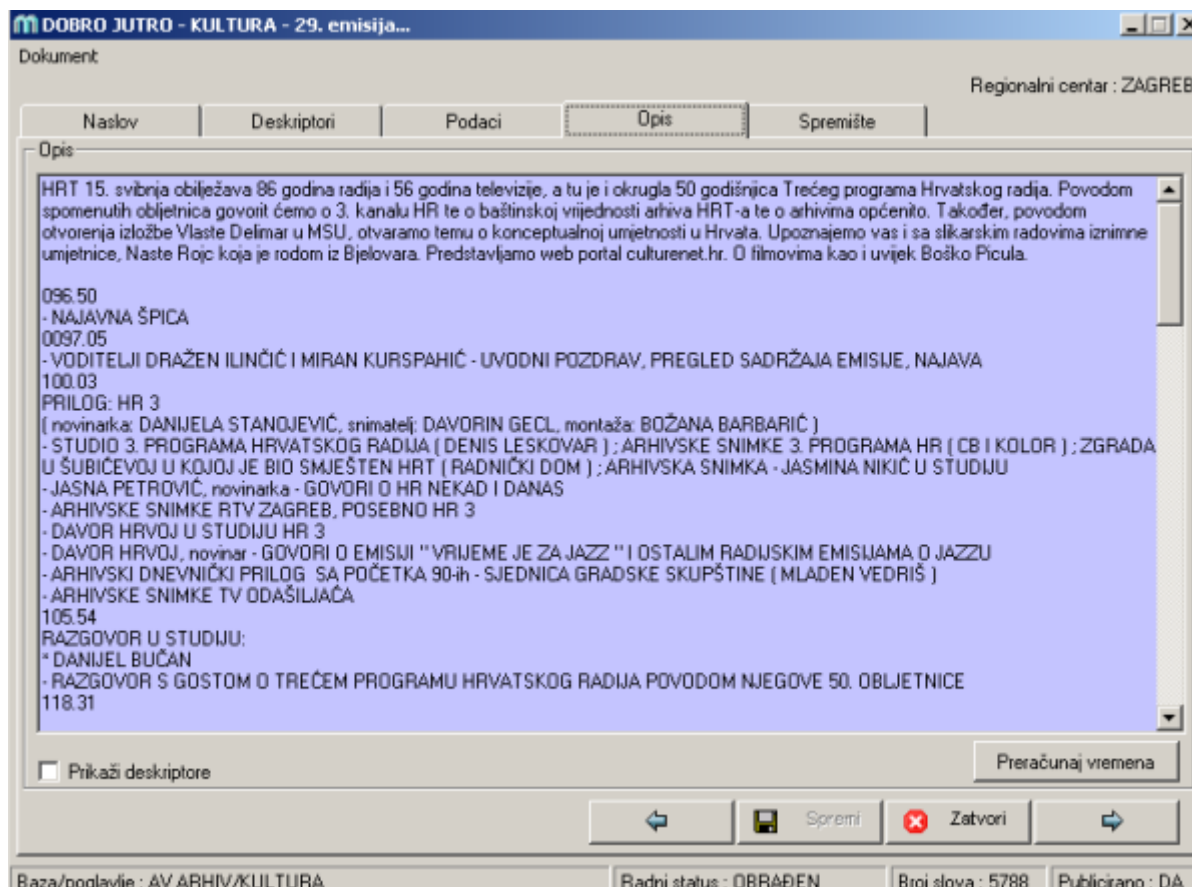 DOBRO JUTRO - KULTURA - 29. emisija...
Dokument
Regionalni centar : ZAGREB
Naslov Deskriptori Podaci Opis Spremište
Opis
HRT 15. svibnja obilježava 86 godina radija i 56 godina televizije, a tu je i okrugla 50 godišnjica Trećeg programa Hrvatskog radija. Povodom
spomenutih obljetnica govorit ćemo o 3. kanalu HR te o baštinskoj vrijednosti arhiva HRT-a te o arhivima općenito. Također, povodom
otvorenja izložbe Vlaste Delimar u MSU, otvaramo temu o konceptualnoj umjetnosti u Hrvata. Upoznajemo vas i sa slikarskim radovima iznimne
umjetnice, Naste Rojc koja je rodom iz Bjelovara. Predstavljamo web portal culturenet.hr. O filmovima kao i uvijek Boško Picula.
096.50
- NAJAVNA ŠPICA
0097.05
- VODITELJI DRAŽEN ILINČIĆ I MIRAN KURSPAHIĆ - UVODNI POZDRAV, PREGLED SADRŽAJA EMISIJE, NAJAVA
100.03
PRILOG: HR 3
( novinarka: DANIJELA STANOJEVIĆ, snimatelj: DAVORIN GECL, montaža: BOŽANA BARBARIĆ )
- STUDIO 3. PROGRAMA HRVATSKOG RADIJA ( DENIS LESKOVAR ) ; ARHIVSKE SNIMKE 3. PROGRAMA HR ( CB I KOLOR ) ; ZGRADA
U ŠUBIĆEVOJ U KOJOJ JE BIO SMJEŠTEN HRT ( RADNIČKI DOM ) ; ARHIVSKA SNIMKA - JASMINA NIKIĆ U STUDIJU
- JASNA PETROVIĆ, novinarka - GOVORI O HR NEKAD I DANAS
- ARHIVSKE SNIMKE RTV ZAGREB, POSEBNO HR 3
- DAVOR HRVOJ U STUDIJU HR 3
- DAVOR HRVOJ, novinar - GOVORI O EMISIJI " VRIJEME JE ZA JAZZ " I OSTALIM RADIJSKIM EMISIJAMA O JAZZU
- ARHIVSKI DNEVNIČKI PRILOG SA POČETKA 90-ih - SJEDNICA GRADSKE SKUPŠTINE ( MLADEN VEDRIŠ )
- ARHIVSKE SNIMKE TV ODAŠILJAČA
105.54
RAZGOVOR U STUDIJU:
* DANIJEL BUČAN
- RAZGOVOR S GOSTOM O TREĆEM PROGRAMU HRVATSKOG RADIJA POVODOM NJEGOVE 50. OBLJETNICE
118.31
Prikaži deskriptore
Preračunaj vremena
Spremi Zatvori
Baza/poglavlje : AV ARHIV/KULTURA Radni status : OBRAĐEN Broj slova : 5788 Publicirano : DA